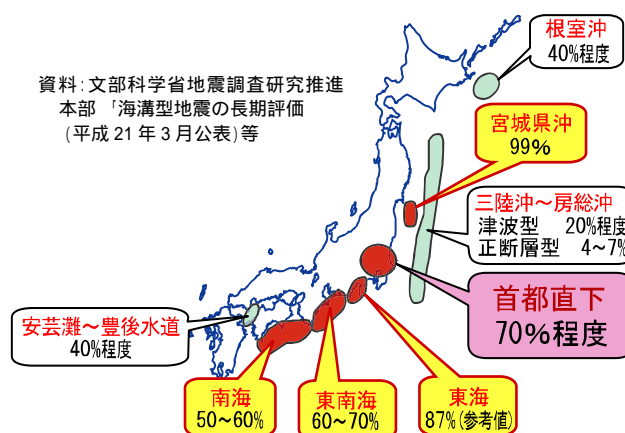 根室沖
40%程度
資料:文部科学省地震調査研究推進
本部 「海溝型地震の長期評価
(平成21年3月公表)等
宮城県沖
99%
三陸沖~房総沖
津波型 20%程度
正断層型 4~7%
首都直下
70%程度
安芸灘~豊後水道
40%程度
南海
50~60%
東南海
60~70%
東海
87%(参考値)